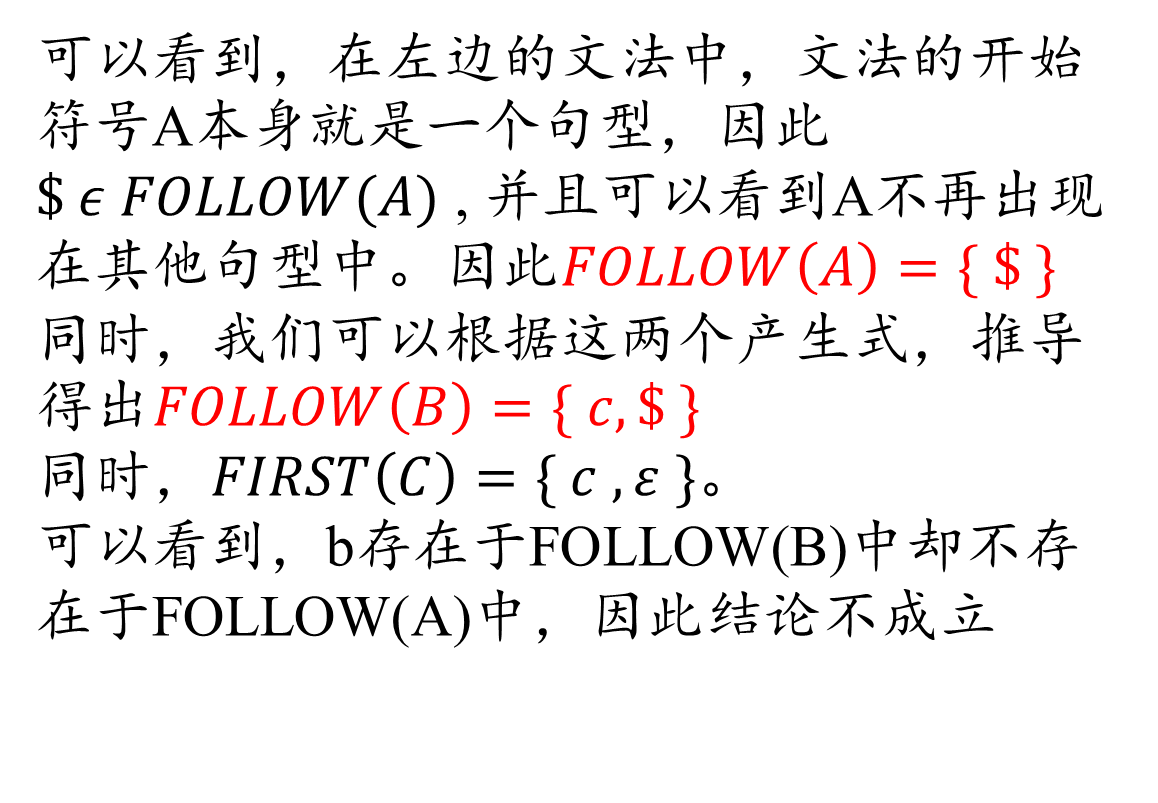 可以看到，在左边的文法中，文法的开始
符号A本身就是一个句型，因此
$ ϵ FOLLOW(A) , 并且可以看到A不再出现
在其他句型中。因此FOLLOW(A) = { $ }
同时，我们可以根据这两个产生式，推导
得出FOLLOW(B) = { c, $ }
同时，FIRST(C) = { c , ε }。
可以看到，b存在于FOLLOW(B)中却不存
在于FOLLOW(A)中，因此结论不成立